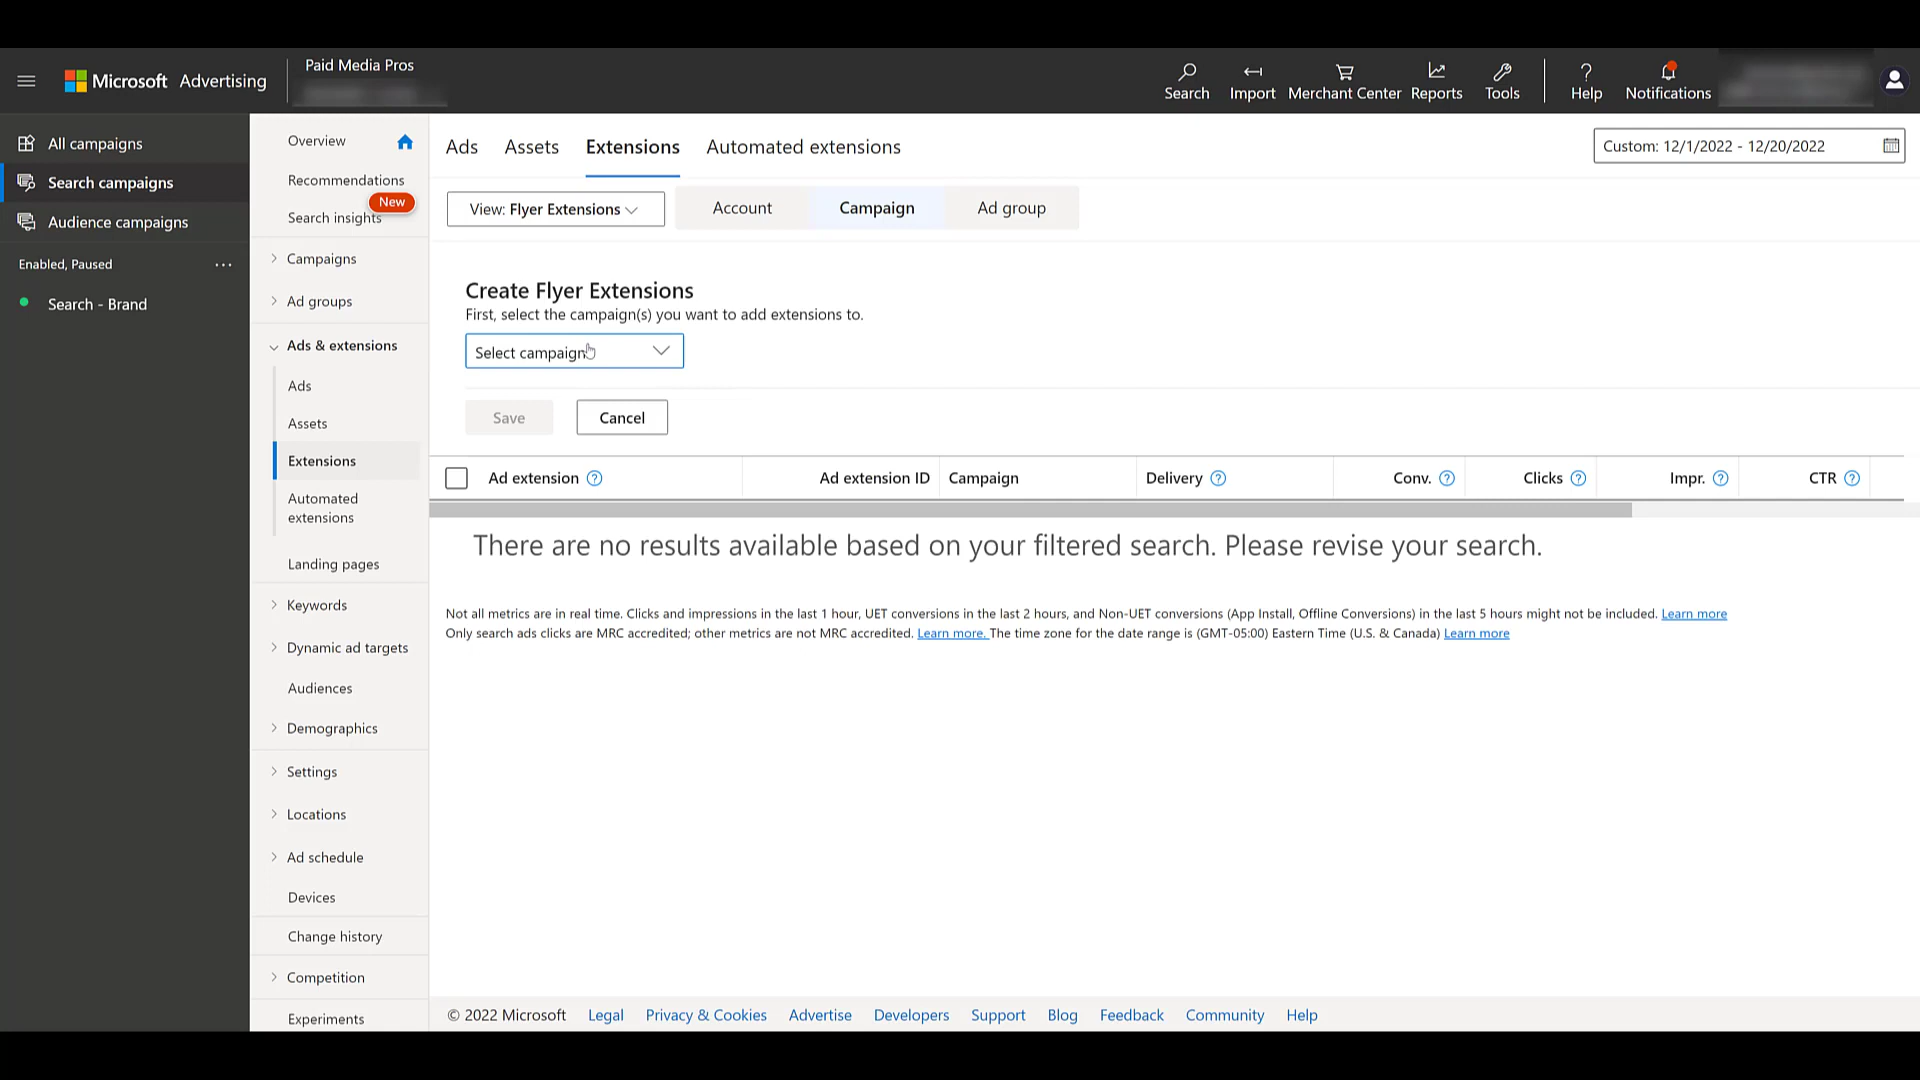 Microsoft Advertising
Paid Media Pros
Search
Import
Merchant Center
Reports
Tools
Help
Notifications
All campaigns
Search campaigns
Audience campaigns
Enabled, Paused
...
Search - Brand
Overview
Recommendations
New
Search insights
Campaigns
Ad groups
Ads & extensions
Ads
Assets
Extensions
Automated
extensions
Landing pages
Keywords
Dynamic ad targets
Audiences
Demographics
Settings
Locations
Ad schedule
Devices
Change history
Competition
Experiments
Ads Assets Extensions Automated extensions
Custom: 12/1/2022 - 12/20/2022
View: Flyer Extensions
Account Campaign Ad group
Create Flyer Extensions
First, select the campaign(s) you want to add extensions to.
Select campaign
Save Cancel
Ad extension Ad extension ID Campaign Delivery Conv. Clicks Impr. CTR
There are no results available based on your filtered search. Please revise your search.
Not all metrics are in real time. Clicks and impressions in the last 1 hour, UET conversions in the last 2 hours, and Non-UET conversions (App Install, Offline Conversions) in the last 5 hours might not be included. Learn more
Only search ads clicks are MRC accredited; other metrics are not MRC accredited. Learn more. The time zone for the date range is (GMT-05:00) Eastern Time (U.S. & Canada) Learn more
© 2022 Microsoft Legal Privacy & Cookies Advertise Developers Support Blog Feedback Community Help